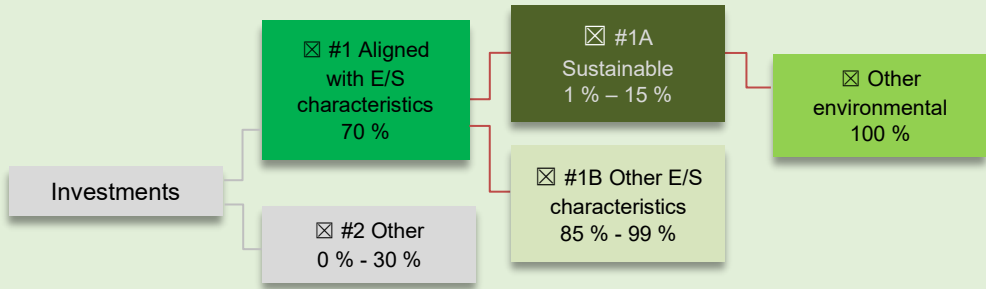 Investments
☒ #1 Aligned
with E/S
characteristics
70 %
☒ #2 Other
0 % - 30 %
☒ #1A
Sustainable
1 % – 15 %
☒ #1B Other E/S
characteristics
85 % - 99 %
☒ Other
environmental
100 %